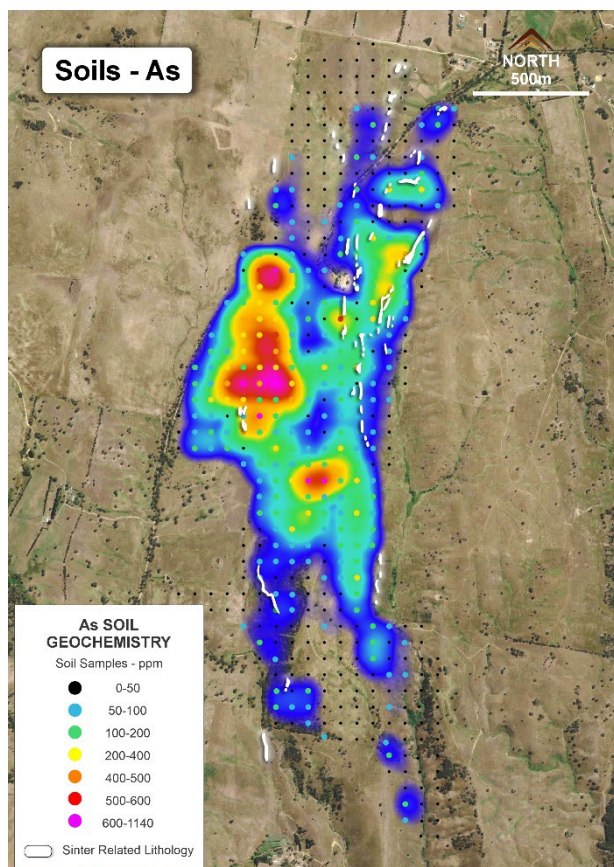 Soils - As
NORTH
500m
As SOIL
GEOCHEMISTRY
Soil Samples - ppm
0-50
50-100
100-200
200-400
400-500
500-600
600-1140
Sinter Related Lithology